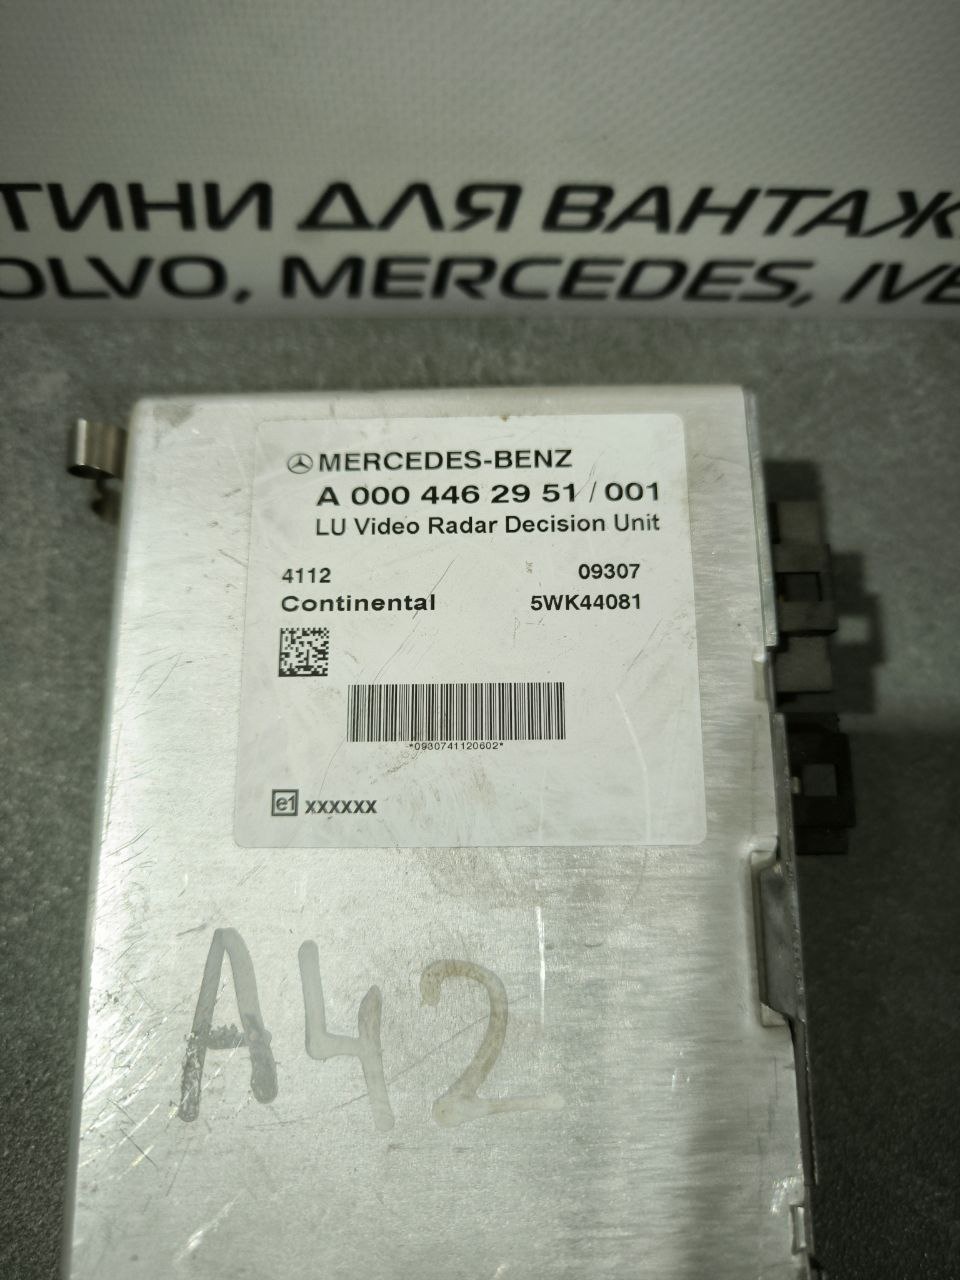 ТИНИ ДЛЯ ВАНТАЖ
OLVO, MERCEDES, IVE
MERCEDES-BENZ
A 000 446 29 51 / 001
LU Video Radar Decision Unit
4112 09307
Continental 5WK44081
*0930741120602*
e1 xxxxxx
A42